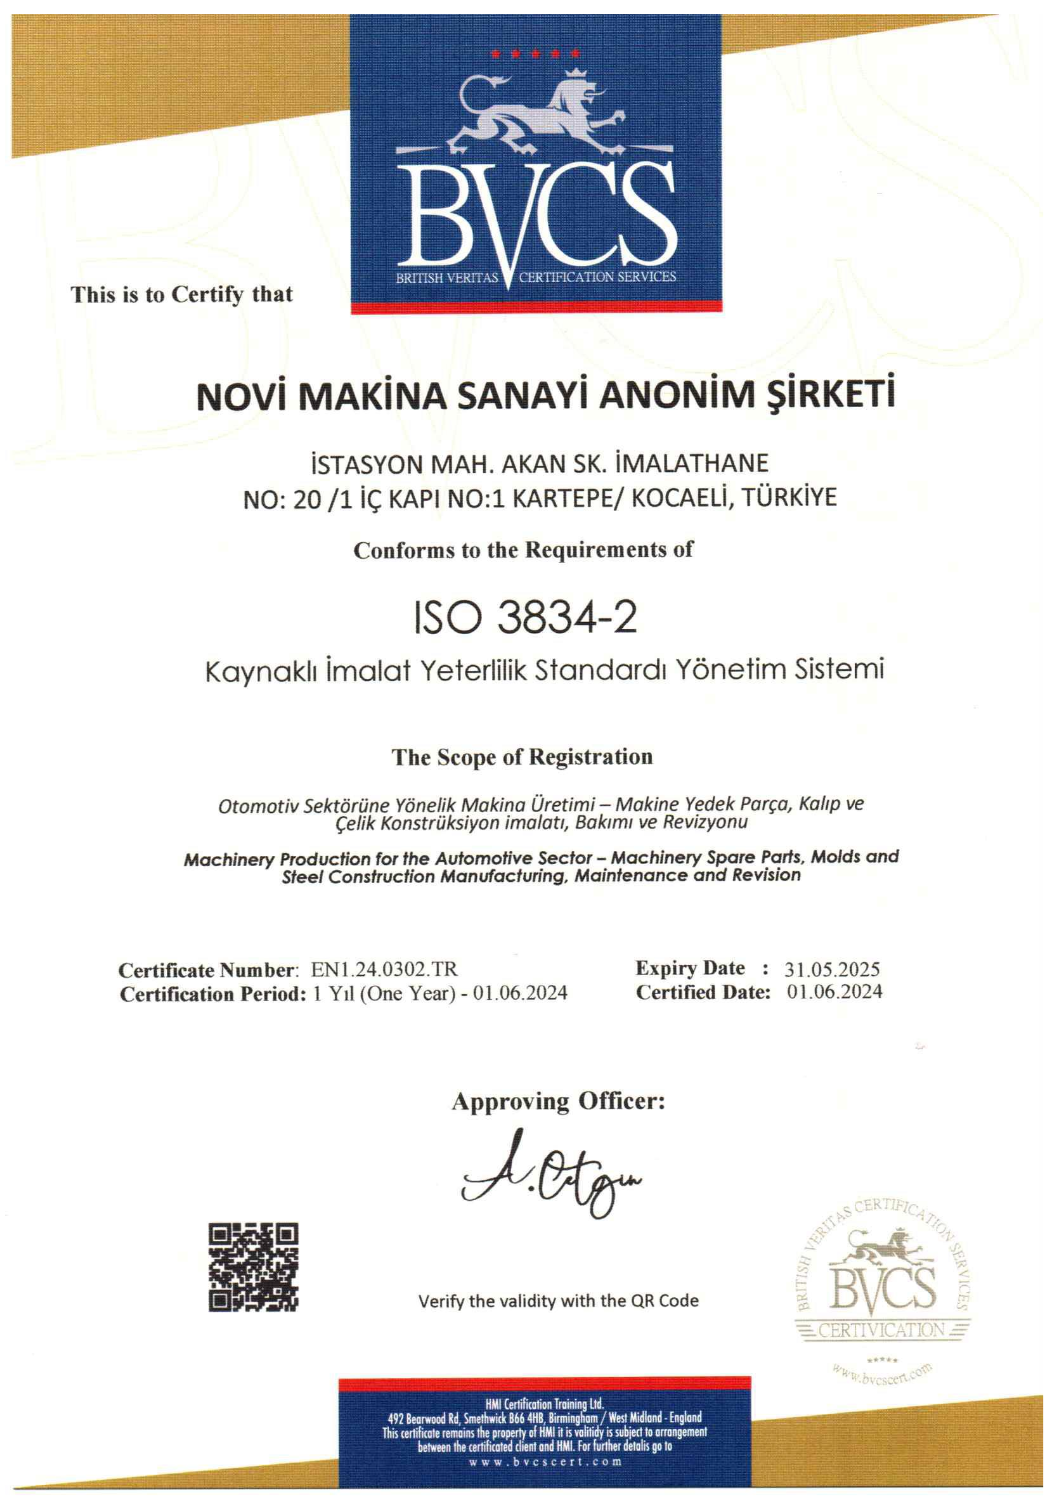 BVCS
BRITISH VERITAS CERTIFICATION SERVICES
This is to Certify that
NOVİ MAKİNA SANAYİ ANONİM ŞİRKETİ
İSTASYON MAH. AKAN SK. İMALATHANE
NO: 20 /1 İÇ KAPI NO:1 KARTEPE/ KOCAELİ, TÜRKİYE
Conforms to the Requirements of
ISO 3834-2
Kaynaklı İmalat Yeterlilik Standardı Yönetim Sistemi
The Scope of Registration
Otomotiv Sektörüne Yönelik Makina Üretimi – Makine Yedek Parça, Kalıp ve
Çelik Konstrüksiyon imalatı, Bakımı ve Revizyonu
Machinery Production for the Automotive Sector – Machinery Spare Parts, Molds and
Steel Construction Manufacturing, Maintenance and Revision
Certificate Number: EN1.24.0302.TR
Expiry Date : 31.05.2025
Certification Period: 1 Yıl (One Year) - 01.06.2024
Certified Date: 01.06.2024
Approving Officer:
Verify the validity with the QR Code
BRITISH VERITAS CERTIFICATION SERVICES
BVCS
CERTIVICATION
www.bvcscert.com
HMI Certification Training Ltd.
492 Bearwood Rd, Smethwick B66 4HB, Birmingham / West Midland - England
This certificate remains the property of HMI it is valitidy is subject to arrangement
between the certificated client and HMI. For further detalis go to
www.bvcscert.com